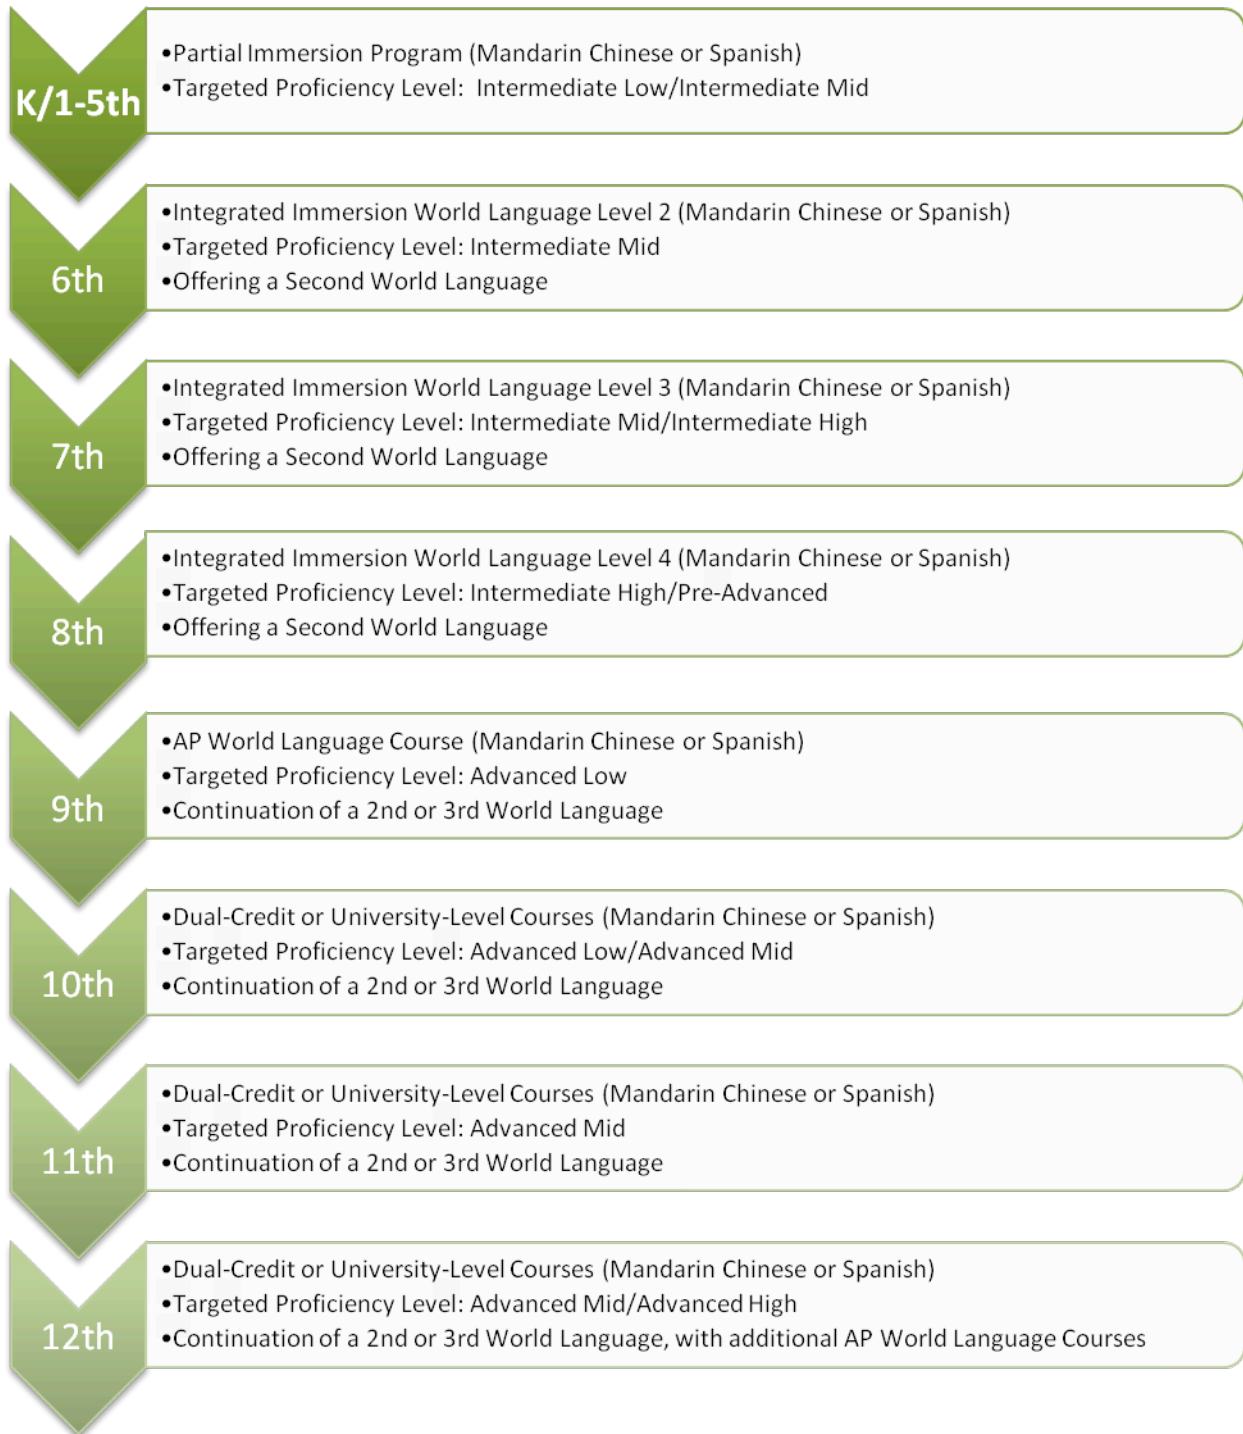 K/1-5th
•Partial Immersion Program (Mandarin Chinese or Spanish)
•Targeted Proficiency Level:  Intermediate Low/Intermediate Mid
6th
•Integrated Immersion World Language Level 2 (Mandarin Chinese or Spanish)
•Targeted Proficiency Level: Intermediate Mid
•Offering a Second World Language
7th
•Integrated Immersion World Language Level 3 (Mandarin Chinese or Spanish)
•Targeted Proficiency Level: Intermediate Mid/Intermediate High
•Offering a Second World Language
8th
•Integrated Immersion World Language Level 4 (Mandarin Chinese or Spanish)
•Targeted Proficiency Level: Intermediate High/Pre-Advanced
•Offering a Second World Language
9th
•AP World Language Course (Mandarin Chinese or Spanish)
•Targeted Proficiency Level: Advanced Low
•Continuation of a 2nd or 3rd World Language
10th
•Dual-Credit or University-Level Courses (Mandarin Chinese or Spanish)
•Targeted Proficiency Level: Advanced Low/Advanced Mid
•Continuation of a 2nd or 3rd World Language
11th
•Dual-Credit or University-Level Courses (Mandarin Chinese or Spanish)
•Targeted Proficiency Level: Advanced Mid
•Continuation of a 2nd or 3rd World Language
12th
•Dual-Credit or University-Level Courses (Mandarin Chinese or Spanish)
•Targeted Proficiency Level: Advanced Mid/Advanced High
•Continuation of a 2nd or 3rd World Language, with additional AP World Language Courses